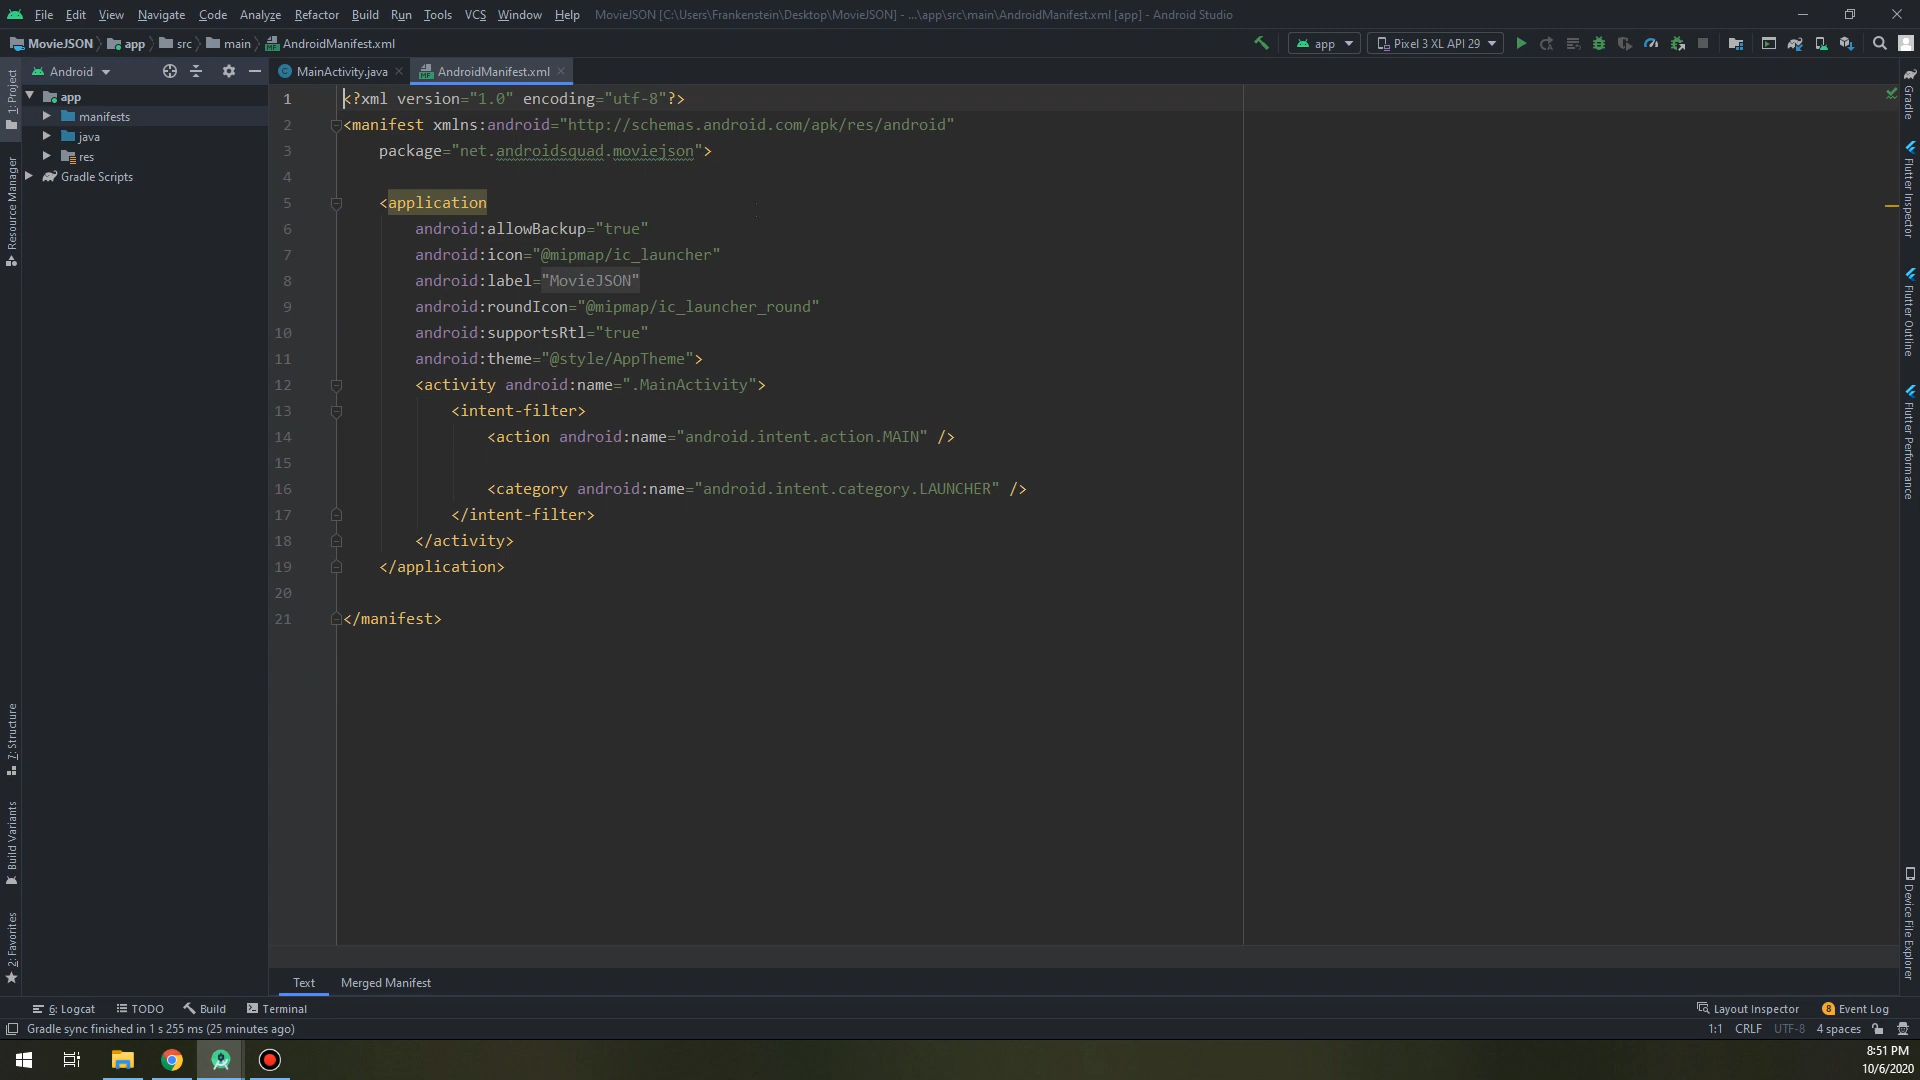 File Edit View Navigate Code Analyze Refactor Build Run Tools VCS Window Help MovieJSON [C:\Users\Frankenstein\Desktop\MovieJSON] - ...\app\src\main\AndroidManifest.xml [app] - Android Studio
MovieJSON app src main AndroidManifest.xml app Pixel 3 XL API 29
Android MainActivity.java AndroidManifest.xml
1: Project
Resource Manager
7: Structure
Build Variants
2: Favorites
app
manifests
java
res
Gradle Scripts
1 <?xml version="1.0" encoding="utf-8"?>
2 <manifest xmlns:android="http://schemas.android.com/apk/res/android"
3 package="net.androidsquad.moviejson">
4
5 <application
6 android:allowBackup="true"
7 android:icon="@mipmap/ic_launcher"
8 android:label="MovieJSON"
9 android:roundIcon="@mipmap/ic_launcher_round"
10 android:supportsRtl="true"
11 android:theme="@style/AppTheme">
12 <activity android:name=".MainActivity">
13 <intent-filter>
14 <action android:name="android.intent.action.MAIN" />
15
16 <category android:name="android.intent.category.LAUNCHER" />
17 </intent-filter>
18 </activity>
19 </application>
20
21 </manifest>
Gradle
Flutter Inspector
Flutter Outline
Flutter Performance
Device File Explorer
Text Merged Manifest
6: Logcat TODO Build Terminal Layout Inspector 8 Event Log
Gradle sync finished in 1 s 255 ms (25 minutes ago) 1:1 CRLF UTF-8 4 spaces
8:51 PM
10/6/2020